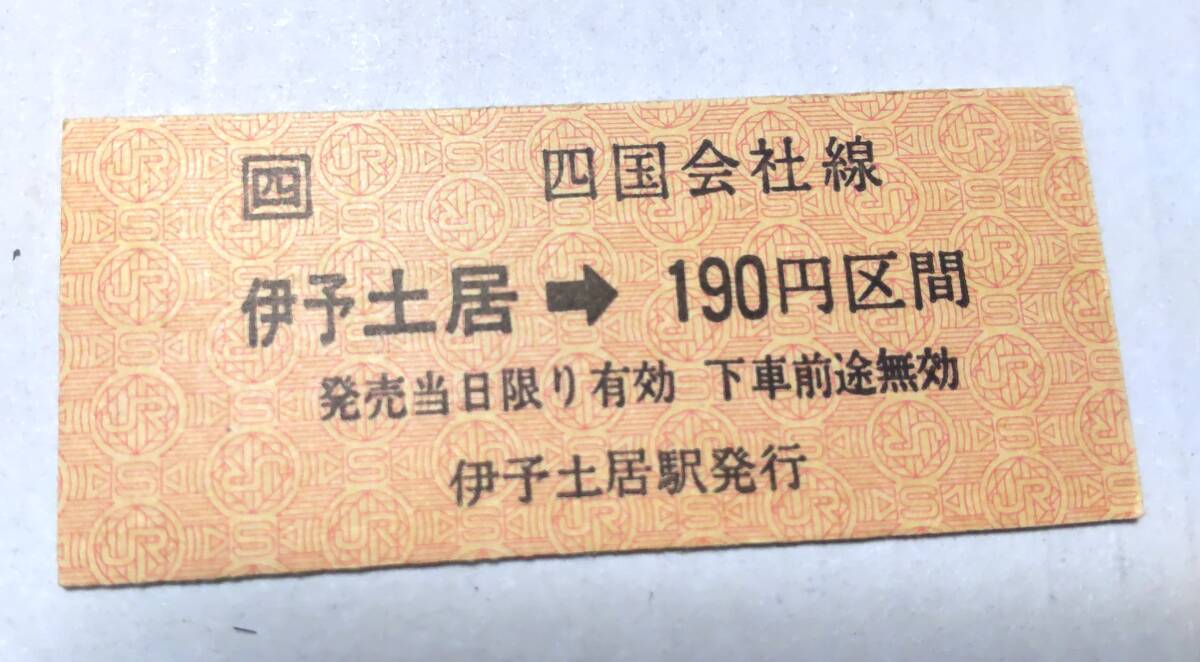 四 四国会社線
伊予土居➡190円区間
発売当日限り有効 下車前途無効
伊予土居駅発行